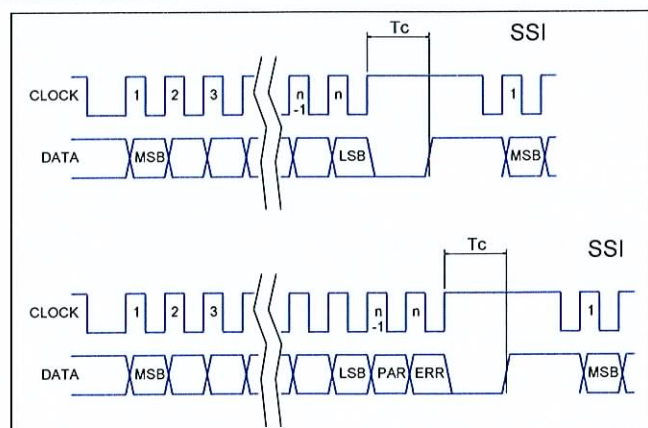 Tc SSI
CLOCK 1 2 3 n -1 n 1
DATA MSB LSB MSB
Tc SSI
CLOCK 1 2 3 n -1 n 1
DATA MSB LSB PAR ERR MSB